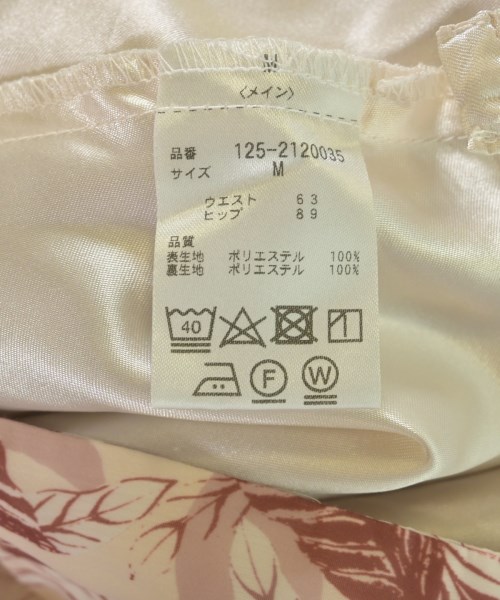 M
〈メイン〉
品番 125-2120035
サイズ M
ウエスト 63
ヒップ 89
品質
表生地 ポリエステル 100%
裏生地 ポリエステル 100%
40
F W